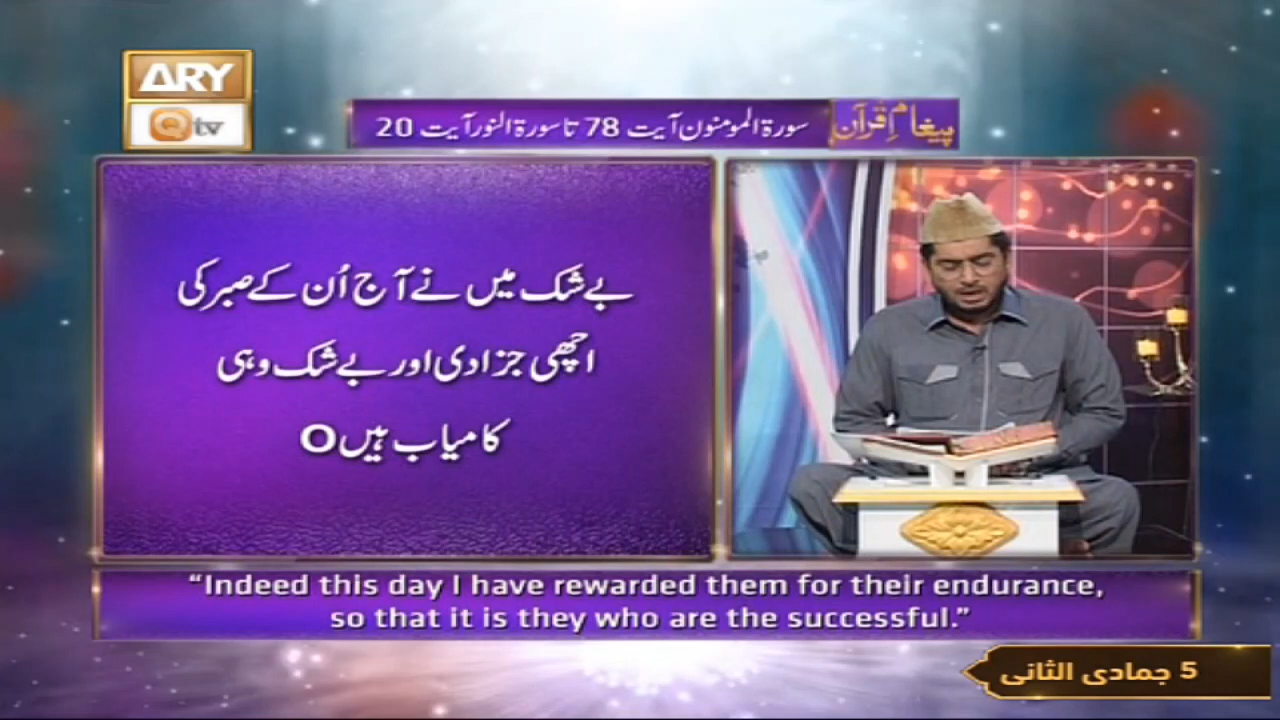 ARY
Qtv
پیغامِ قرآن
سورۃ المومنون آیت 78 تا سورۃ النور آیت 20
بے شک میں نے آج اُن کے صبر کی
اچھی جزا دی اور بے شک وہی
کامیاب ہیں O
“Indeed this day I have rewarded them for their endurance,
so that it is they who are the successful.”
5 جمادی الثانی